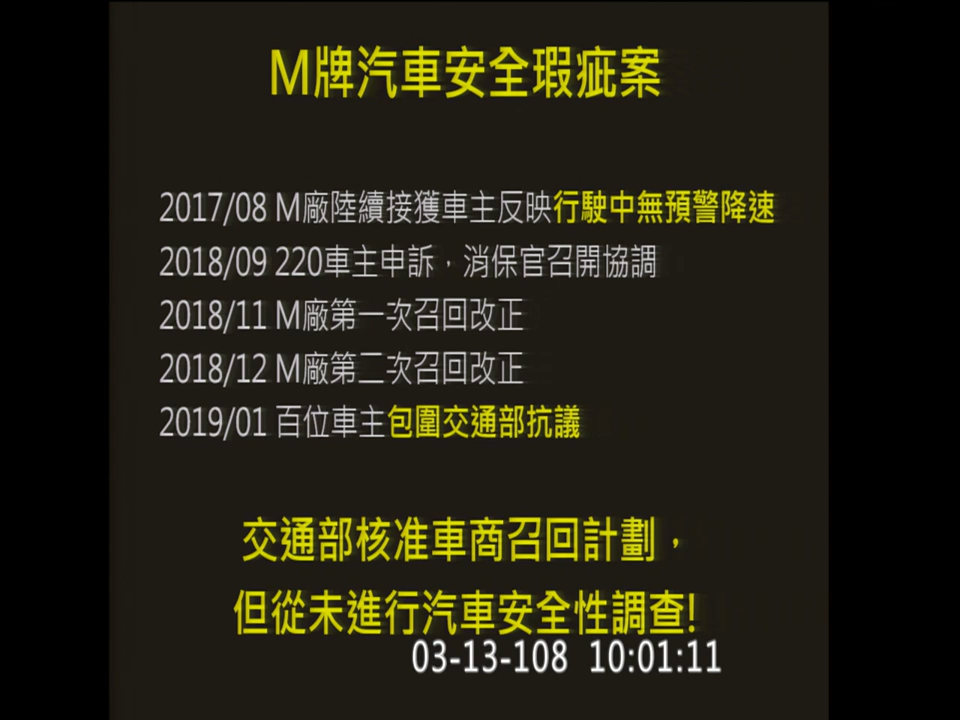 M牌汽車安全瑕疵案
2017/08 M廠陸續接獲車主反映行駛中無預警降速
2018/09 220車主申訴，消保官召開協調
2018/11 M廠第一次召回改正
2018/12 M廠第二次召回改正
2019/01 百位車主包圍交通部抗議
交通部核准車商召回計劃，
但從未進行汽車安全性調查!
03-13-108 10:01:11